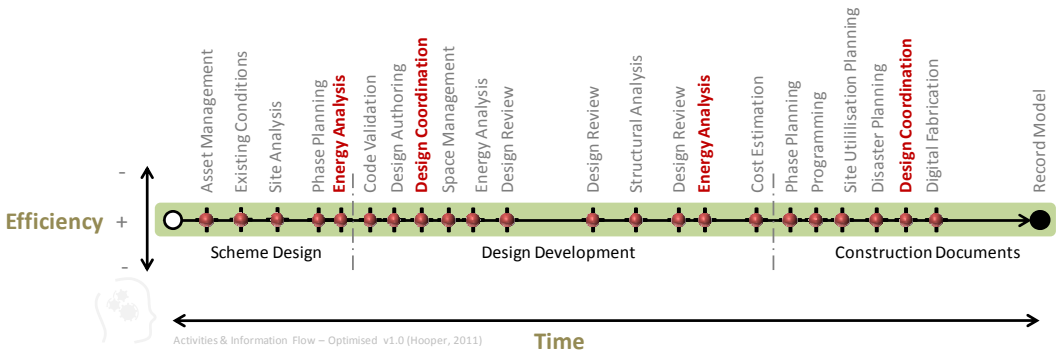 Asset Management
Existing Conditions
Site Analysis
Phase Planning
Energy Analysis
Code Validation
Design Authoring
Design Coordination
Space Management
Energy Analysis
Design Review
Design Review
Structural Analysis
Design Review
Energy Analysis
Cost Estimation
Phase Planning
Programming
Site Utililisation Planning
Disaster Planning
Design Coordination
Digital Fabrication
Record Model
-
Efficiency +
-
Scheme Design
Design Development
Construction Documents
Time
Activities & Information Flow – Optimised v1.0 (Hooper, 2011)